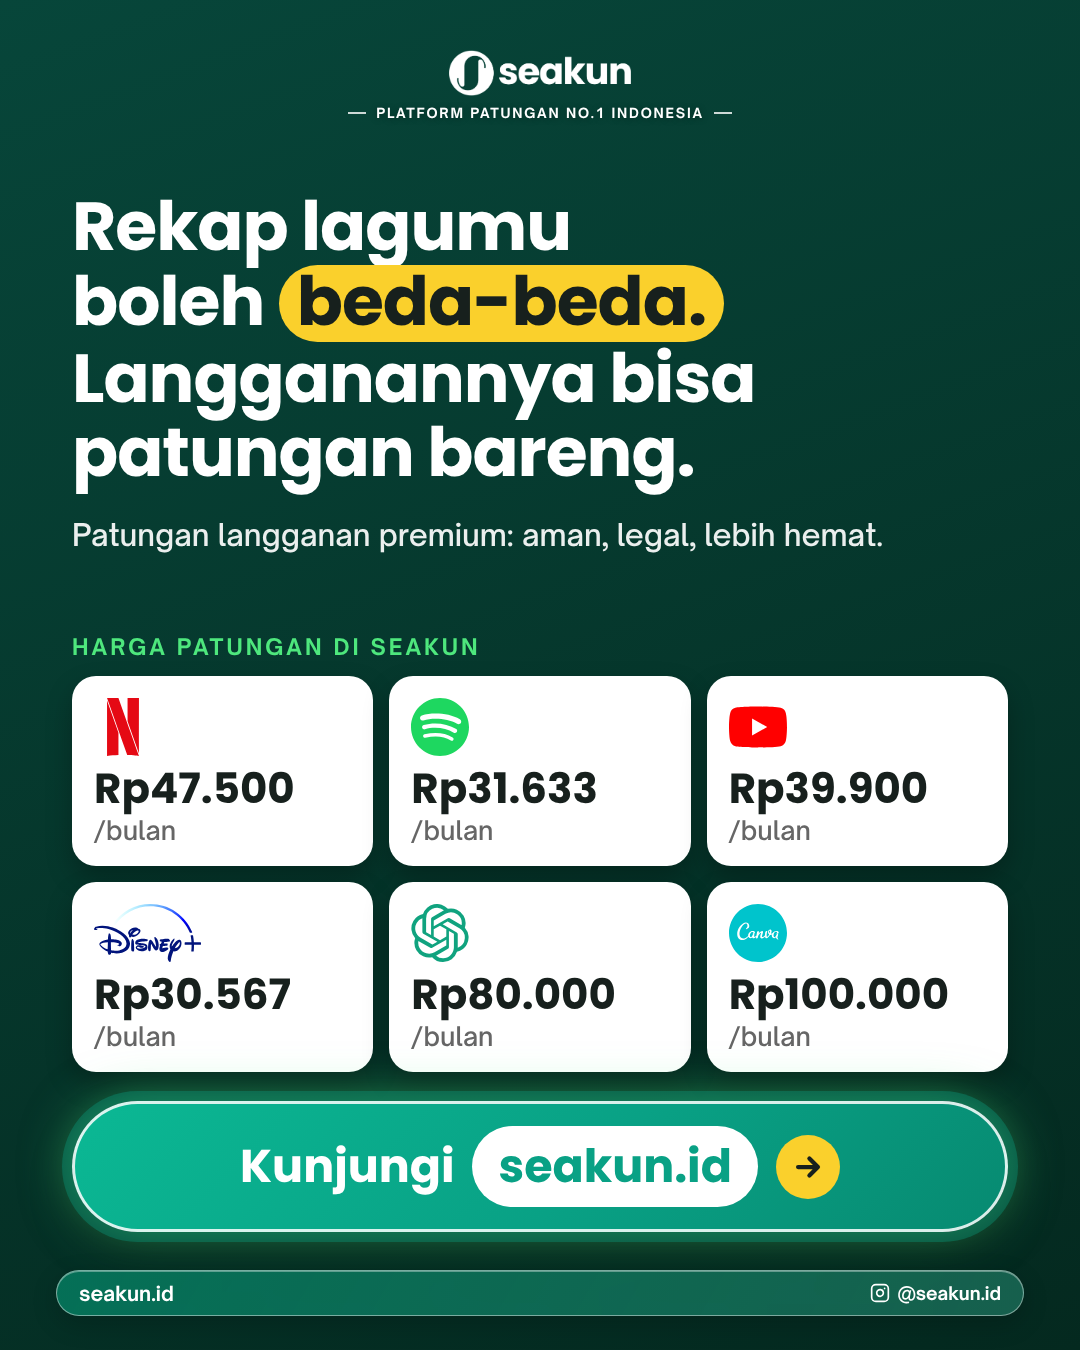 seakun
PLATFORM PATUNGAN NO.1 INDONESIA
Rekap lagumu
boleh beda-beda.
Langganannya bisa
patungan bareng.
Patungan langganan premium: aman, legal, lebih hemat.
HARGA PATUNGAN DI SEAKUN
Rp47.500
/bulan
Rp31.633
/bulan
Rp39.900
/bulan
Disney+
Rp30.567
/bulan
Rp80.000
/bulan
Canva
Rp100.000
/bulan
Kunjungi seakun.id
seakun.id
@seakun.id